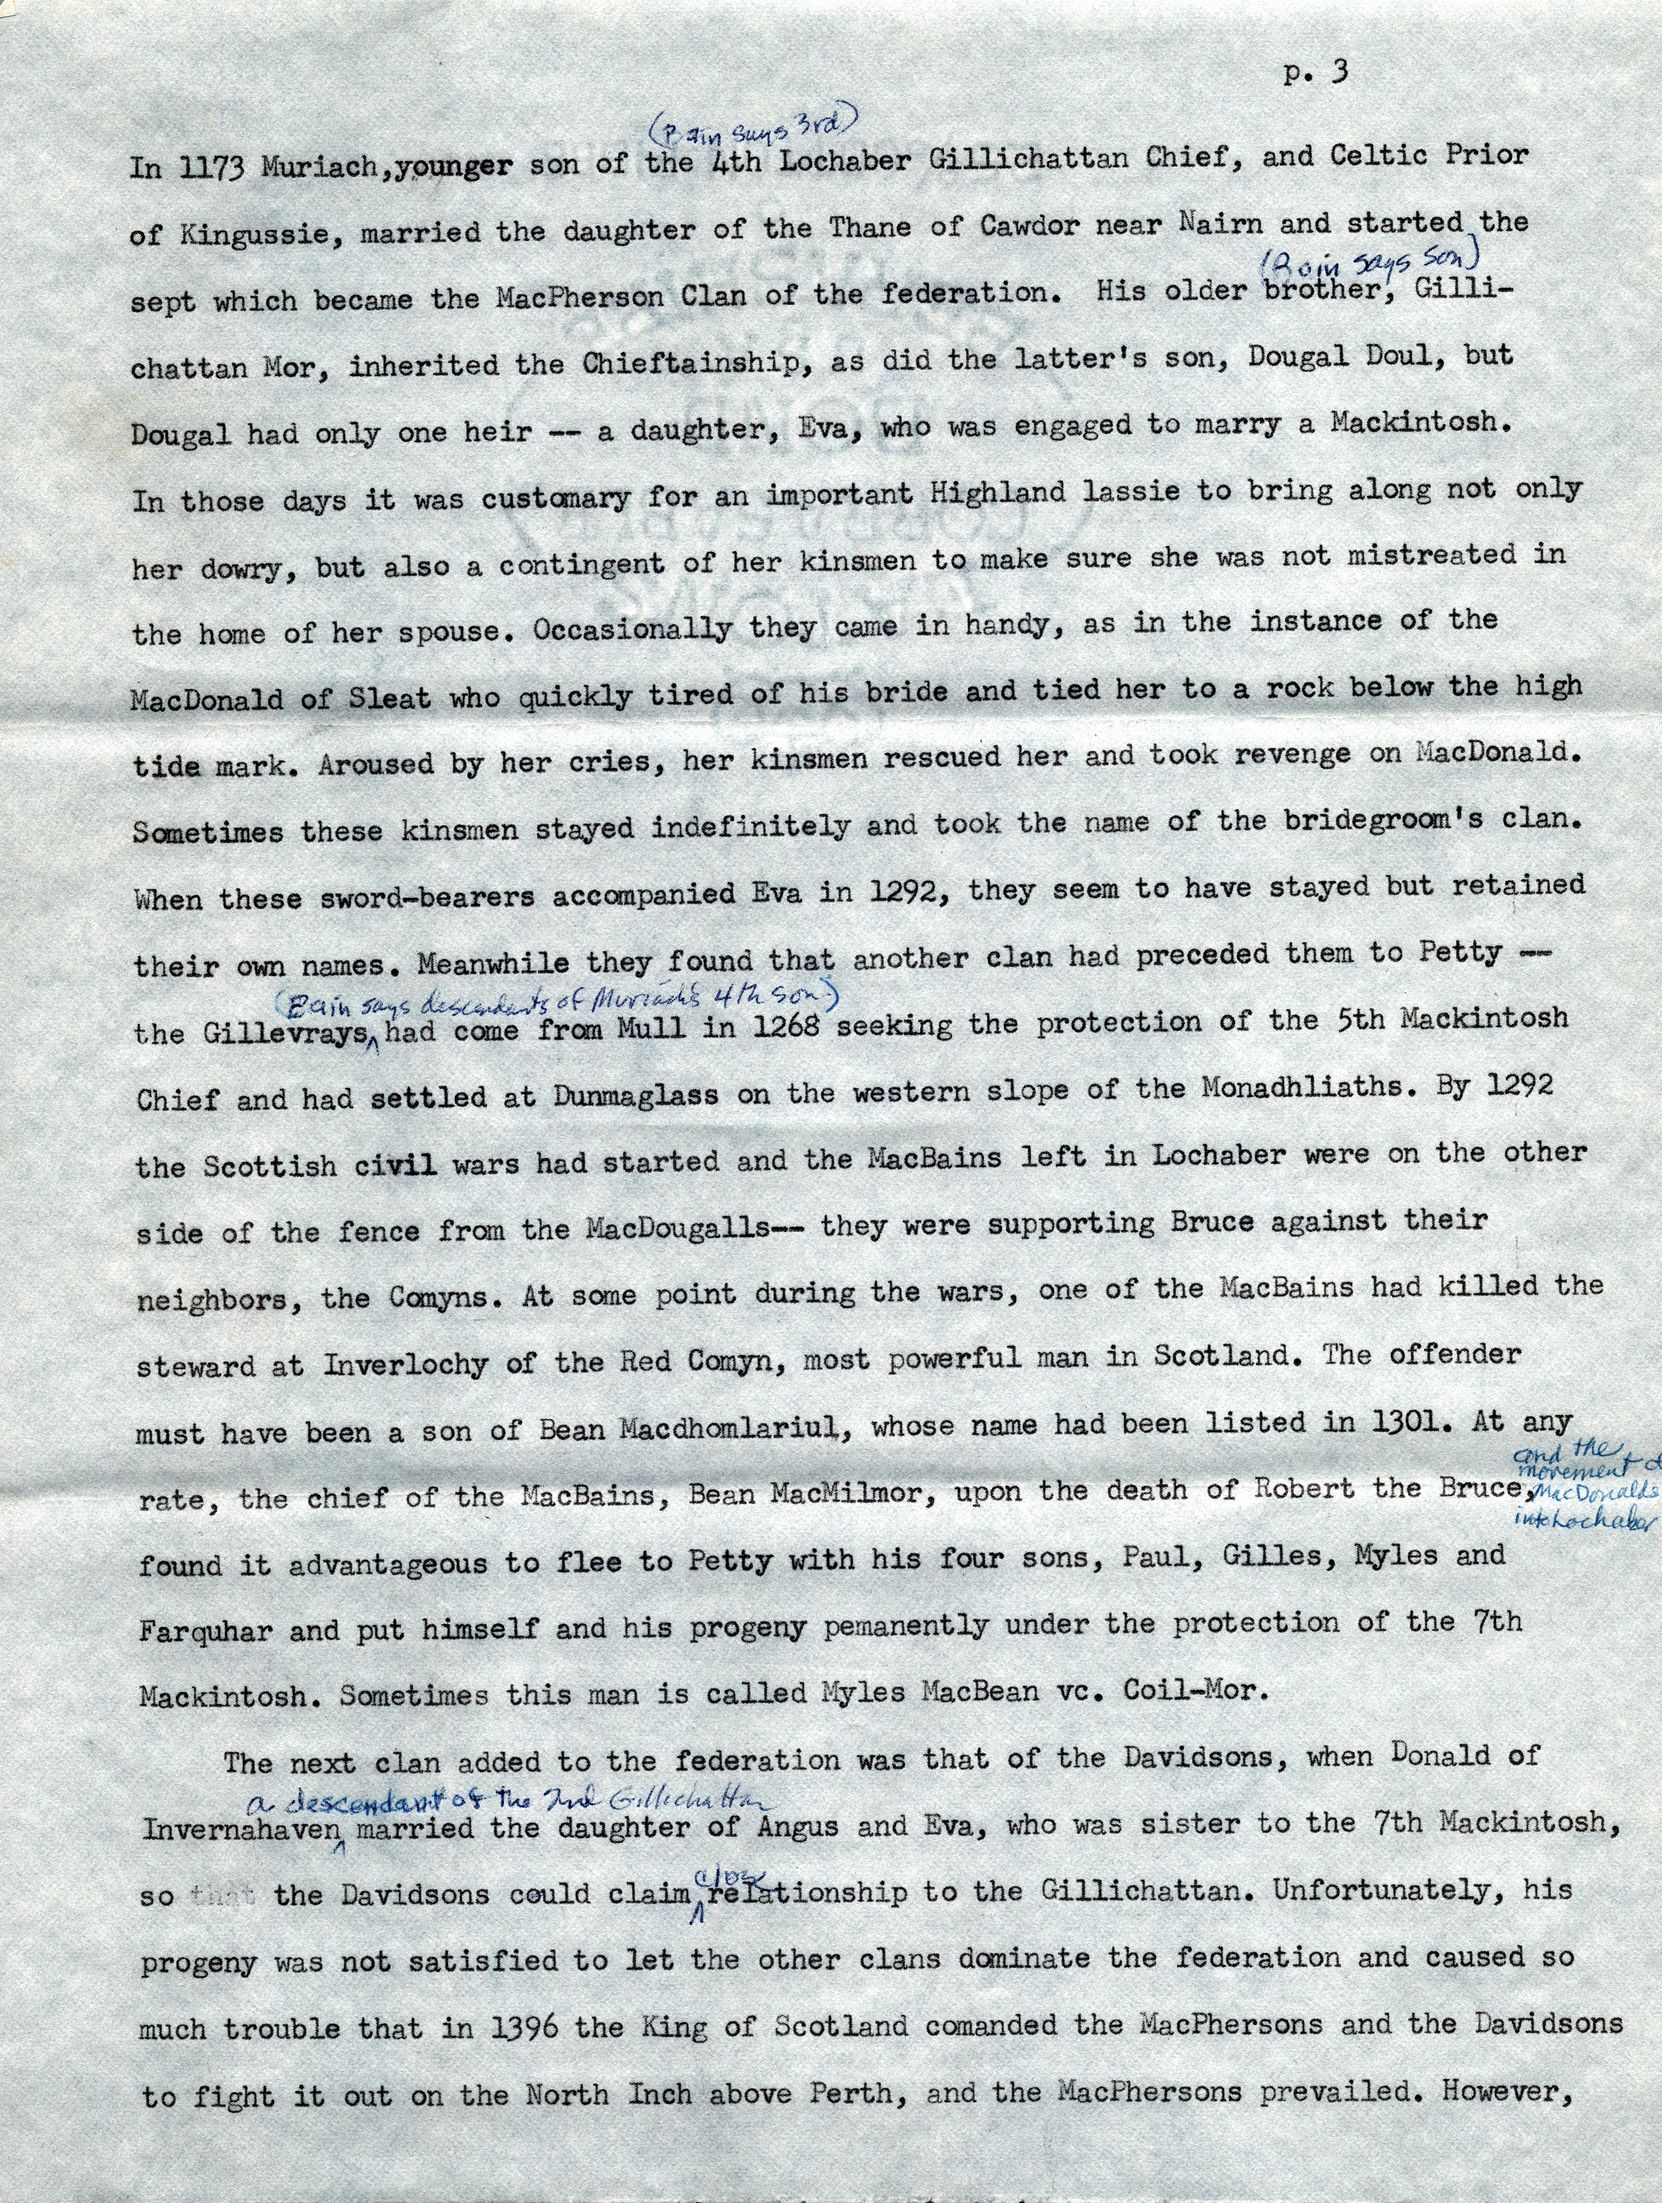 p. 3
(Bain says 3rd)
In 1173 Muriach,younger son of the 4th Lochaber Gillichattan Chief, and Celtic Prior
of Kingussie, married the daughter of the Thane of Cawdor near Nairn and started the
(Bain says son)
sept which became the MacPherson Clan of the federation.  His older brother, Gilli-
chattan Mor, inherited the Chieftainship, as did the latter's son, Dougal Doul, but
Dougal had only one heir -- a daughter, Eva, who was engaged to marry a Mackintosh.
In those days it was customary for an important Highland lassie to bring along not only
her dowry, but also a contingent of her kinsmen to make sure she was not mistreated in
the home of her spouse. Occasionally they came in handy, as in the instance of the
MacDonald of Sleat who quickly tired of his bride and tied her to a rock below the high
tide mark. Aroused by her cries, her kinsmen rescued her and took revenge on MacDonald.
Sometimes these kinsmen stayed indefinitely and took the name of the bridegroom's clan.
When these sword-bearers accompanied Eva in 1292, they seem to have stayed but retained
their own names. Meanwhile they found that another clan had preceded them to Petty --
(Bain says descendants of Muriach's 4th son)
the Gillevrays, had come from Mull in 1268 seeking the protection of the 5th Mackintosh
Chief and had settled at Dunmaglass on the western slope of the Monadhliaths. By 1292
the Scottish civil wars had started and the MacBains left in Lochaber were on the other
side of the fence from the MacDougalls-- they were supporting Bruce against their
neighbors, the Comyns. At some point during the wars, one of the MacBains had killed the
steward at Inverlochy of the Red Comyn, most powerful man in Scotland. The offender
must have been a son of Bean Macdhomlariul, whose name had been listed in 1301. At any
rate, the chief of the MacBains, Bean MacMilmor, upon the death of Robert the Bruce,
and the
movement of
MacDonalds
into Lochaber
found it advantageous to flee to Petty with his four sons, Paul, Gilles, Myles and
Farquhar and put himself and his progeny pemanently under the protection of the 7th
Mackintosh. Sometimes this man is called Myles MacBean vc. Coil-Mor.
The next clan added to the federation was that of the Davidsons, when Donald of
a descendant of the 2nd Gillichattan
Invernahaven married the daughter of Angus and Eva, who was sister to the 7th Mackintosh,
close
so that the Davidsons could claim relationship to the Gillichattan. Unfortunately, his
progeny was not satisfied to let the other clans dominate the federation and caused so
much trouble that in 1396 the King of Scotland comanded the MacPhersons and the Davidsons
to fight it out on the North Inch above Perth, and the MacPhersons prevailed. However,